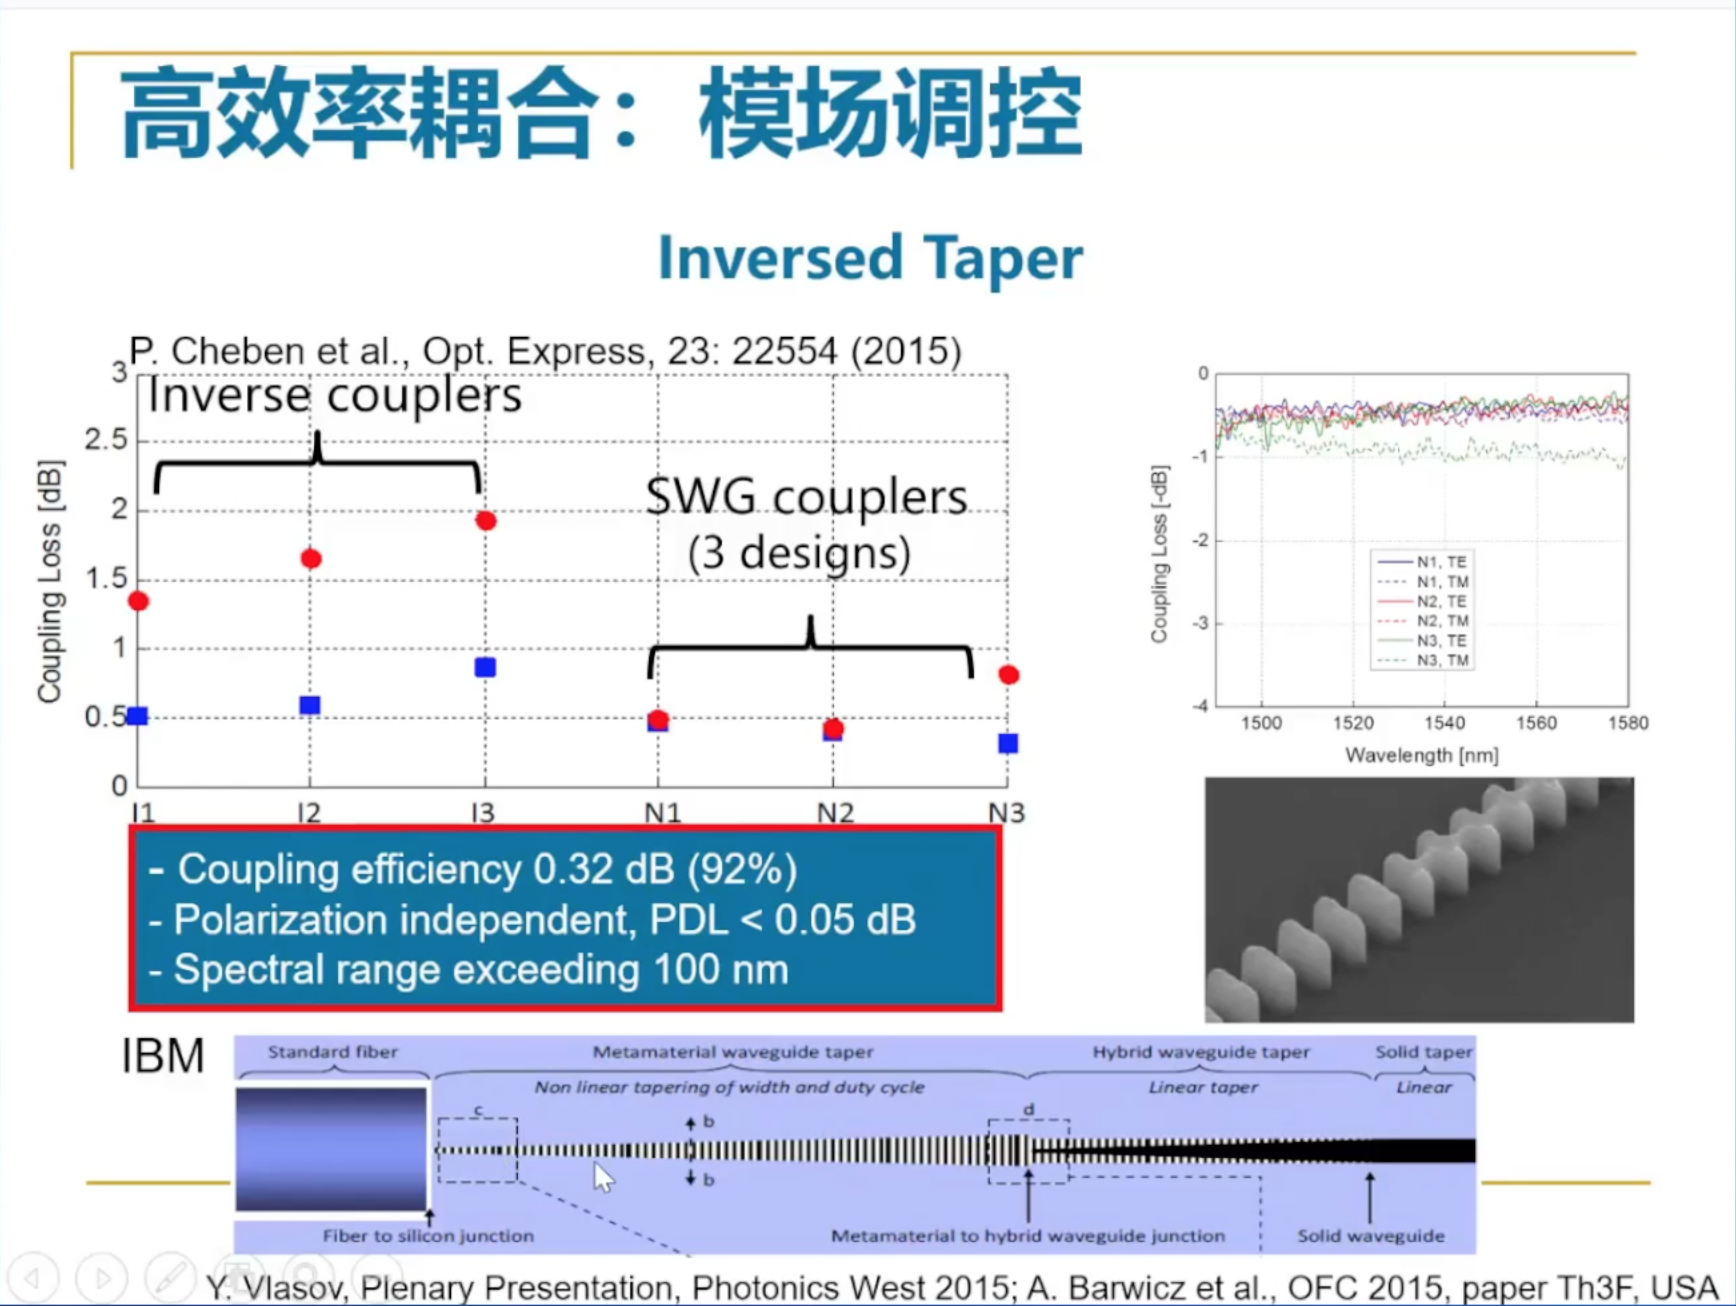 高效率耦合：模场调控
Inversed Taper
P. Cheben et al., Opt. Express, 23: 22554 (2015)
Inverse couplers
SWG couplers
(3 designs)
Coupling Loss [dB]
3
2.5
2
1.5
1
0.5
0
I1 I2 I3 N1 N2 N3
Coupling Loss [-dB]
0
-1
-2
-3
-4
N1, TE
N1, TM
N2, TE
N2, TM
N3, TE
N3, TM
1500 1520 1540 1560 1580
Wavelength [nm]
- Coupling efficiency 0.32 dB (92%)
- Polarization independent, PDL < 0.05 dB
- Spectral range exceeding 100 nm
IBM
Standard fiber Metamaterial waveguide taper Hybrid waveguide taper Solid taper
Non linear tapering of width and duty cycle Linear taper Linear
c d
b
b
Fiber to silicon junction Metamaterial to hybrid waveguide junction Solid waveguide
Y. Vlasov, Plenary Presentation, Photonics West 2015; A. Barwicz et al., OFC 2015, paper Th3F, USA